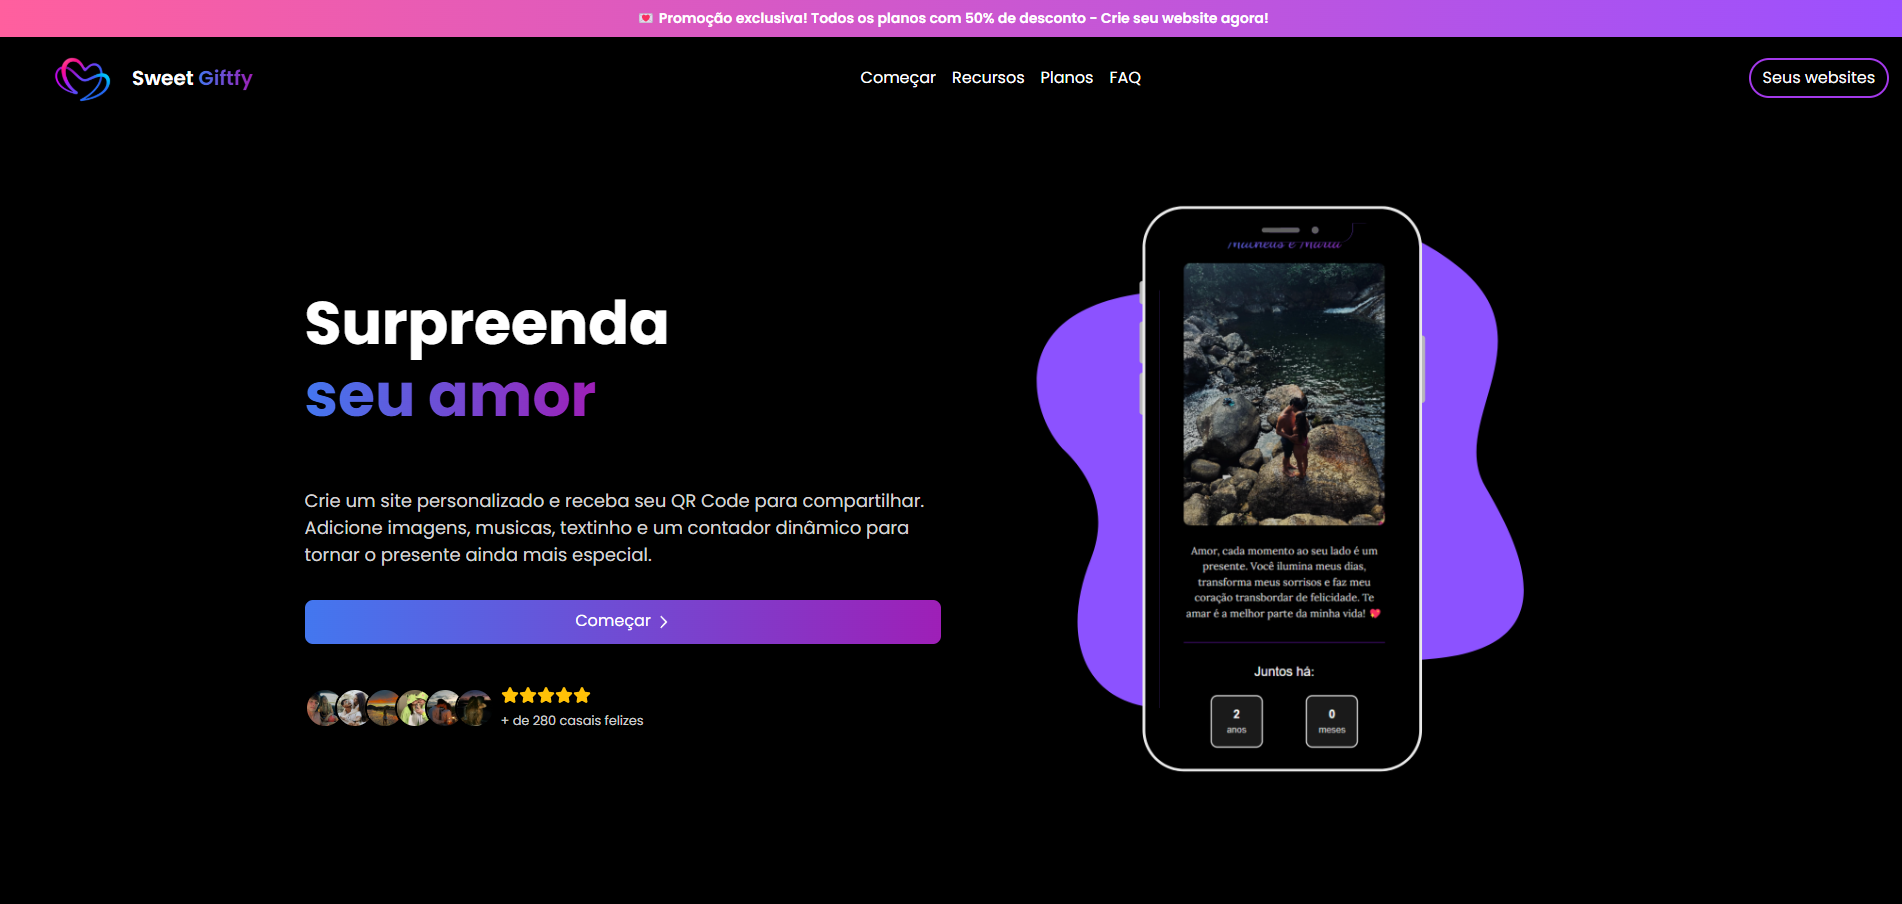 💌 Promoção exclusiva! Todos os planos com 50% de desconto - Crie seu website agora!
Sweet Giftfy
Começar Recursos Planos FAQ
Seus websites
Surpreenda
seu amor
Crie um site personalizado e receba seu QR Code para compartilhar.
Adicione imagens, musicas, textinho e um contador dinâmico para
tornar o presente ainda mais especial.
Começar >
+ de 280 casais felizes
Matheus e Maria
Amor, cada momento ao seu lado é um
presente. Você ilumina meus dias,
transforma meus sorrisos e faz meu
coração transbordar de felicidade. Te
amar é a melhor parte da minha vida! 💖
Juntos há:
2
anos
0
meses